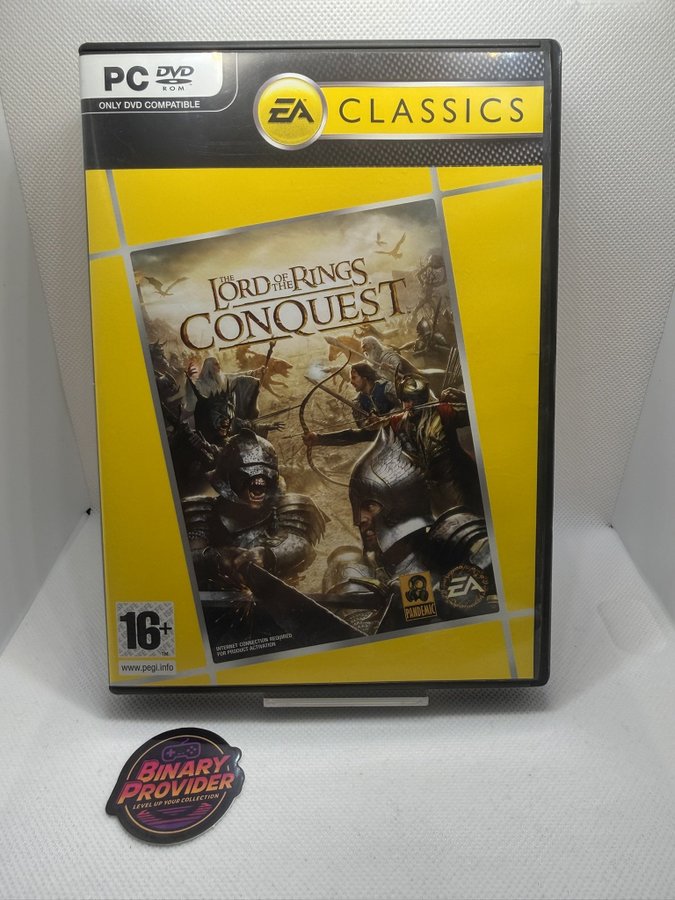 PC DVD
ROM
ONLY DVD COMPATIBLE
EA CLASSICS
THE
LORD OF THE RINGS
CONQUEST
PANDEMIC
EA
INTERNET CONNECTION REQUIRED
FOR PRODUCT ACTIVATION
16+
TM
www.pegi.info
BINARY
PROVIDER
LEVEL UP YOUR COLLECTION